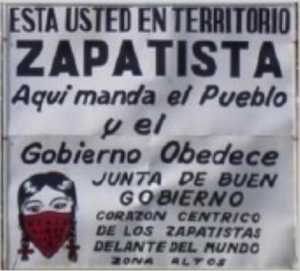 ESTA USTED EN TERRITORIO
ZAPATISTA
Aqui manda el Pueblo
y el
Gobierno Obedece
JUNTA DE BUEN
GOBIERNO
CORAZON CENTRICO
DE LOS ZAPATISTAS
DELANTE DEL MUNDO
ZONA ALTOS